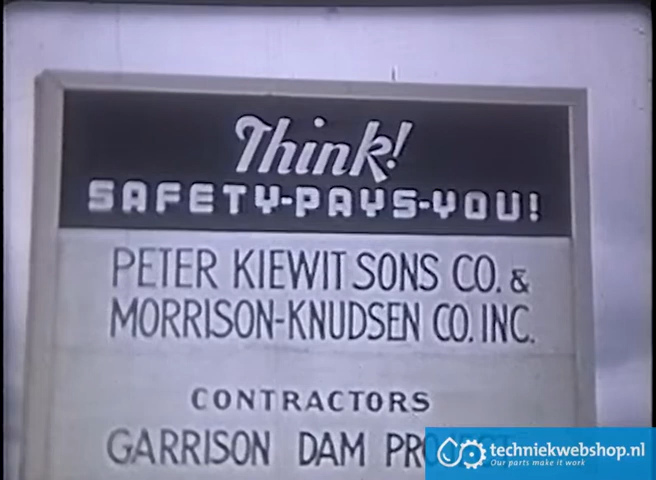 Think!
SAFETY-PAYS-YOU!
PETER KIEWIT SONS CO. &
MORRISON-KNUDSEN CO. INC.
CONTRACTORS
GARRISON DAM
techniekwebshop.nl
Our parts make it work